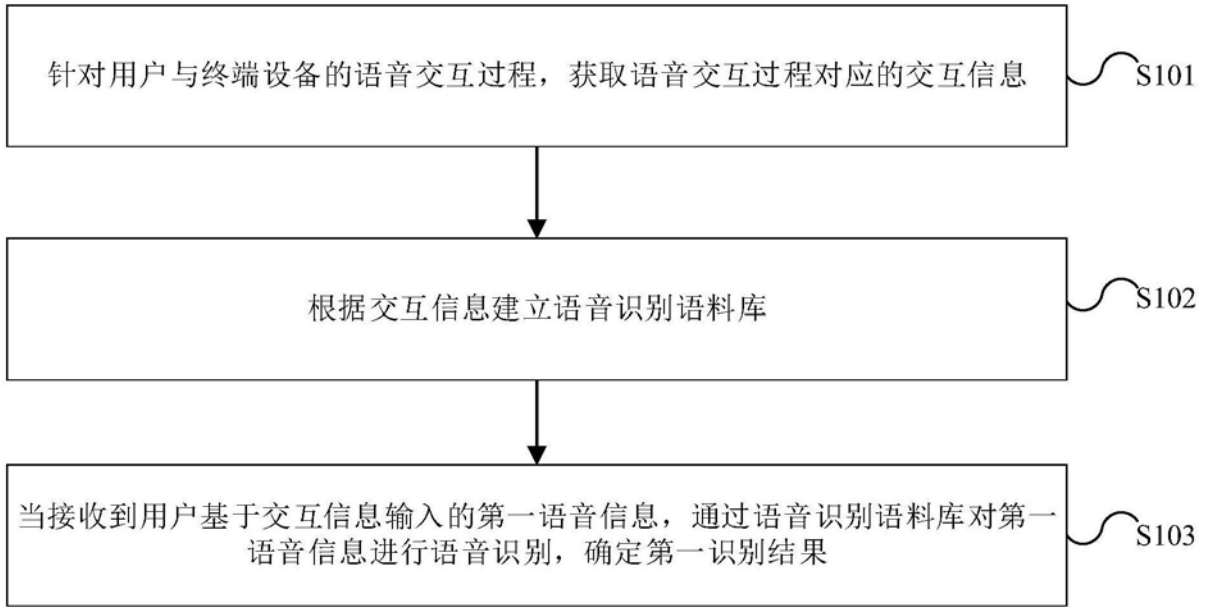 针对用户与终端设备的语音交互过程，获取语音交互过程对应的交互信息
S101
根据交互信息建立语音识别语料库
S102
当接收到用户基于交互信息输入的第一语音信息，通过语音识别语料库对第一
语音信息进行语音识别，确定第一识别结果
S103